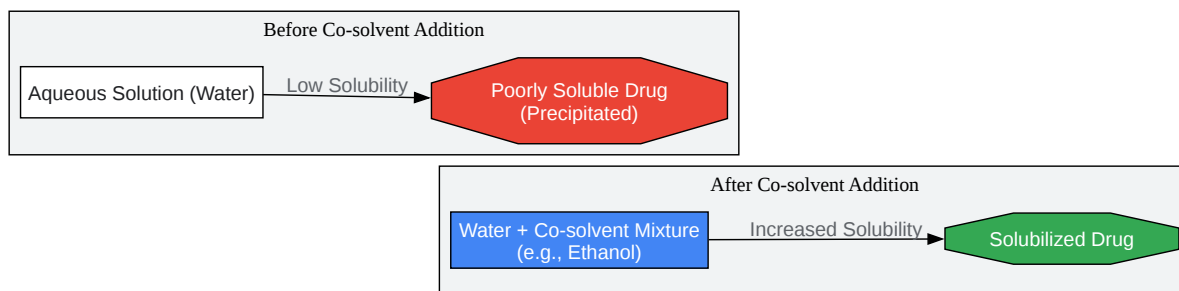 Before Co-solvent Addition
Aqueous Solution (Water)
Low Solubility
Poorly Soluble Drug
(Precipitated)
After Co-solvent Addition
Water + Co-solvent Mixture
(e.g., Ethanol)
Increased Solubility
Solubilized Drug